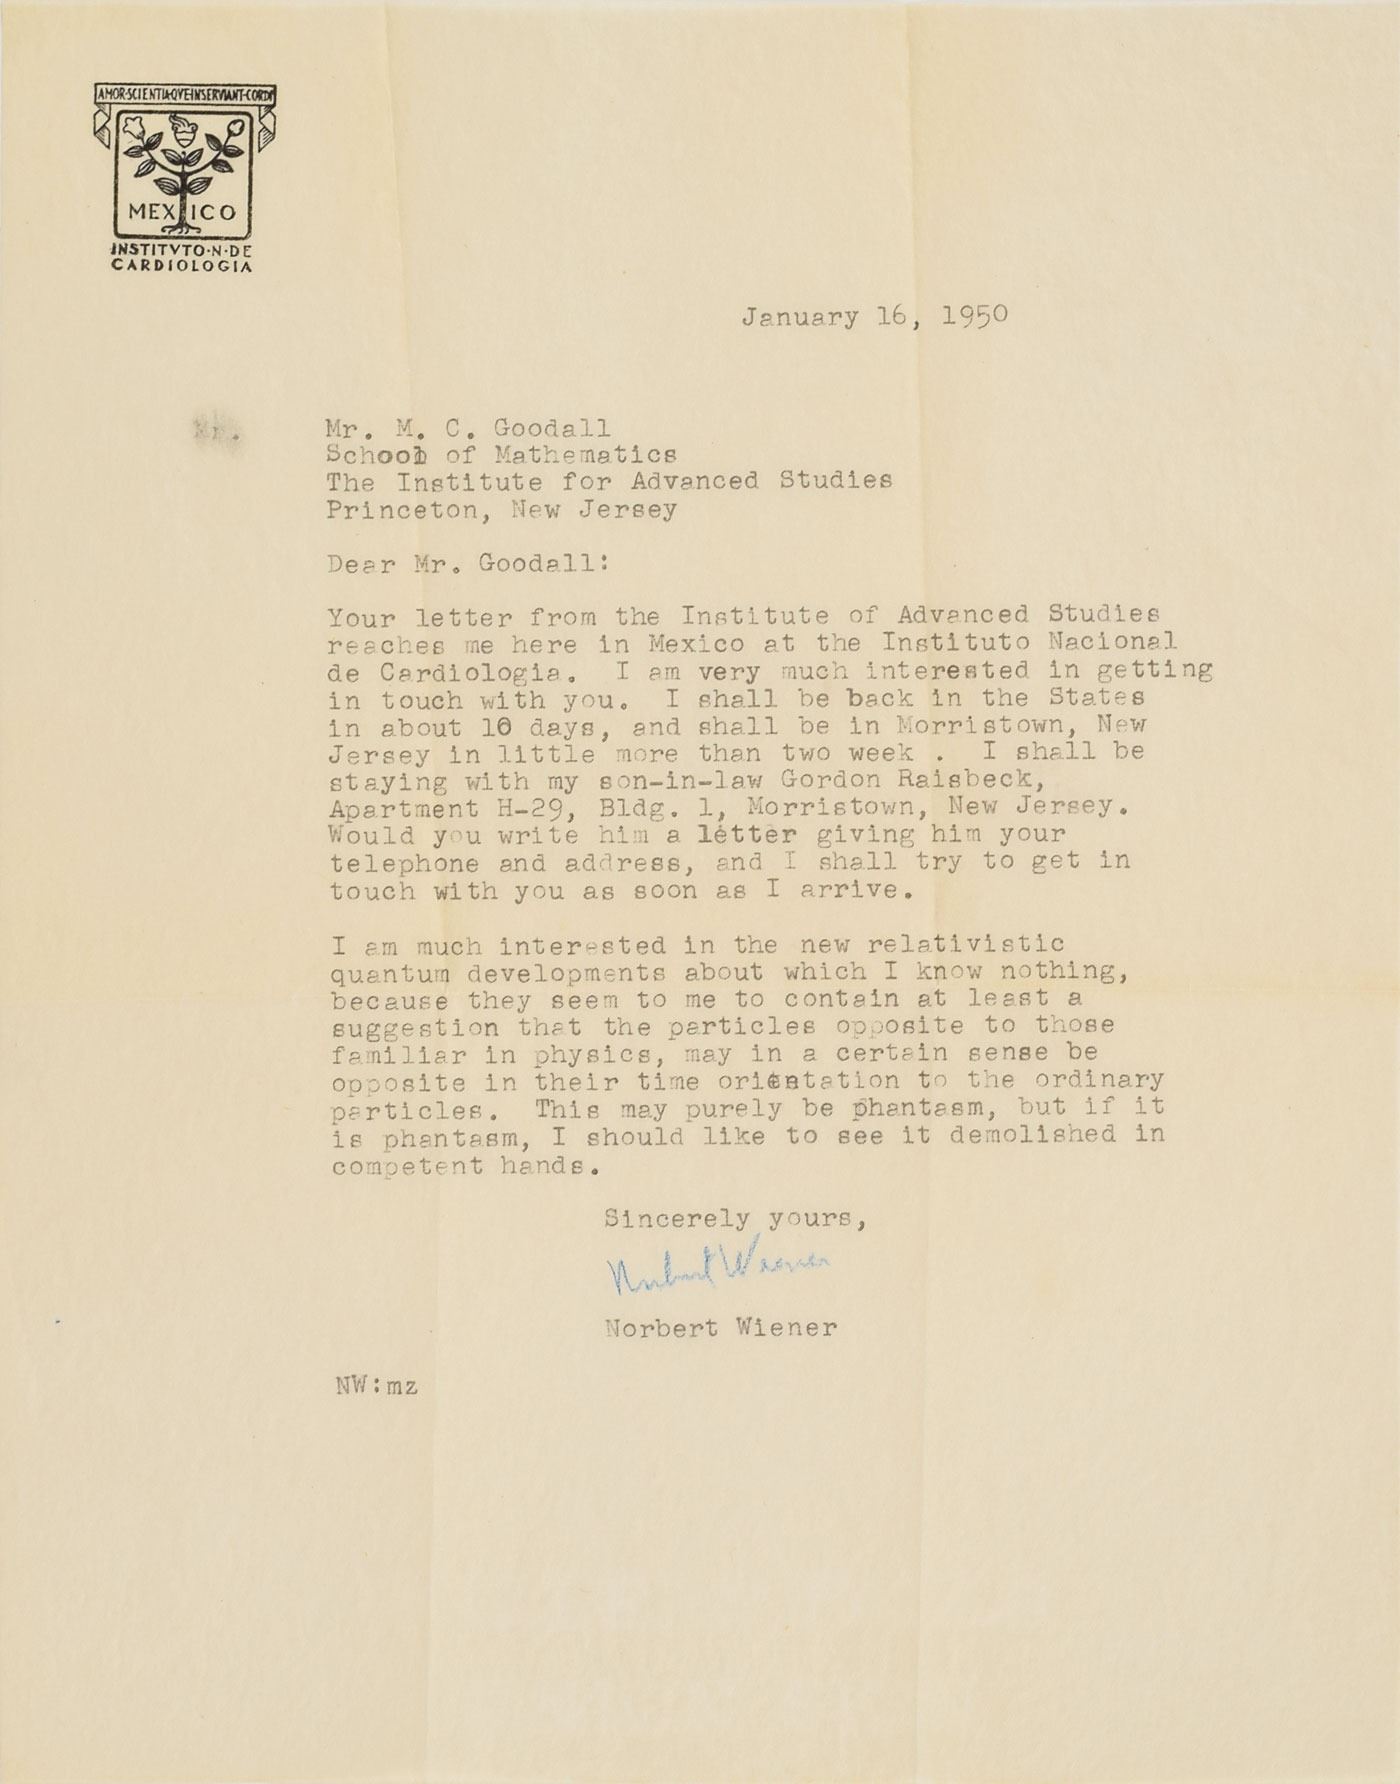 AMOR·SCIENTIA·QVE·INSERVIANT·CORDI
MEXICO
INSTITVTO·N·DE
CARDIOLOGIA
January 16, 1950
Mr.
Mr. M. C. Goodall
School of Mathematics
The Institute for Advanced Studies
Princeton, New Jersey
Dear Mr. Goodall:
Your letter from the Institute of Advanced Studies
reaches me here in Mexico at the Instituto Nacional
de Cardiologia. I am very much interested in getting
in touch with you. I shall be back in the States
in about 10 days, and shall be in Morristown, New
Jersey in little more than two week . I shall be
staying with my son-in-law Gordon Raisbeck,
Apartment H-29, Bldg. 1, Morristown, New Jersey.
Would you write him a letter giving him your
telephone and address, and I shall try to get in
touch with you as soon as I arrive.
I am much interested in the new relativistic
quantum developments about which I know nothing,
because they seem to me to contain at least a
suggestion that the particles opposite to those
familiar in physics, may in a certain sense be
opposite in their time orientation to the ordinary
particles. This may purely be phantasm, but if it
is phantasm, I should like to see it demolished in
competent hands.
Sincerely yours,
Norbert Wiener
Norbert Wiener
NW:mz